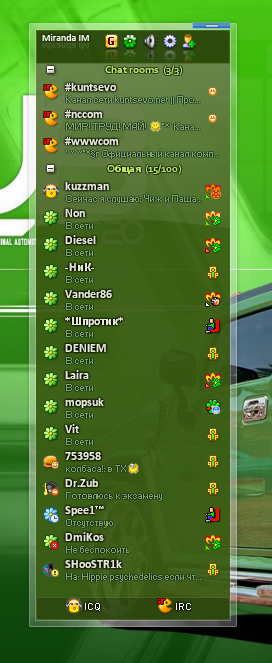 Miranda IM
Chat rooms (3/3)
#kuntsevo
Канал сети kuntsevo.net || Про...
#nccom
МИР! ТРУД! МАЙ! Кана...
#wwwcom
Официальный канал комп...
Общая (15/100)
kuzzman
Сейчас я слушаю: Чиж и Паша...
Non
В сети
Diesel
В сети
-НиК-
В сети
Vander86
В сети
*Шпротик*
В сети
DENIEM
В сети
Laira
В сети
mopsuk
В сети
Vit
В сети
753958
колбаса!: в ТХ
Dr.Zub
Готовлюсь к экзамену
Spee1™
Отсутствую
DmiKos
Не беспокоить
SHooSTR1k
На: Hippie psychedelics если чт...
ICQ IRC